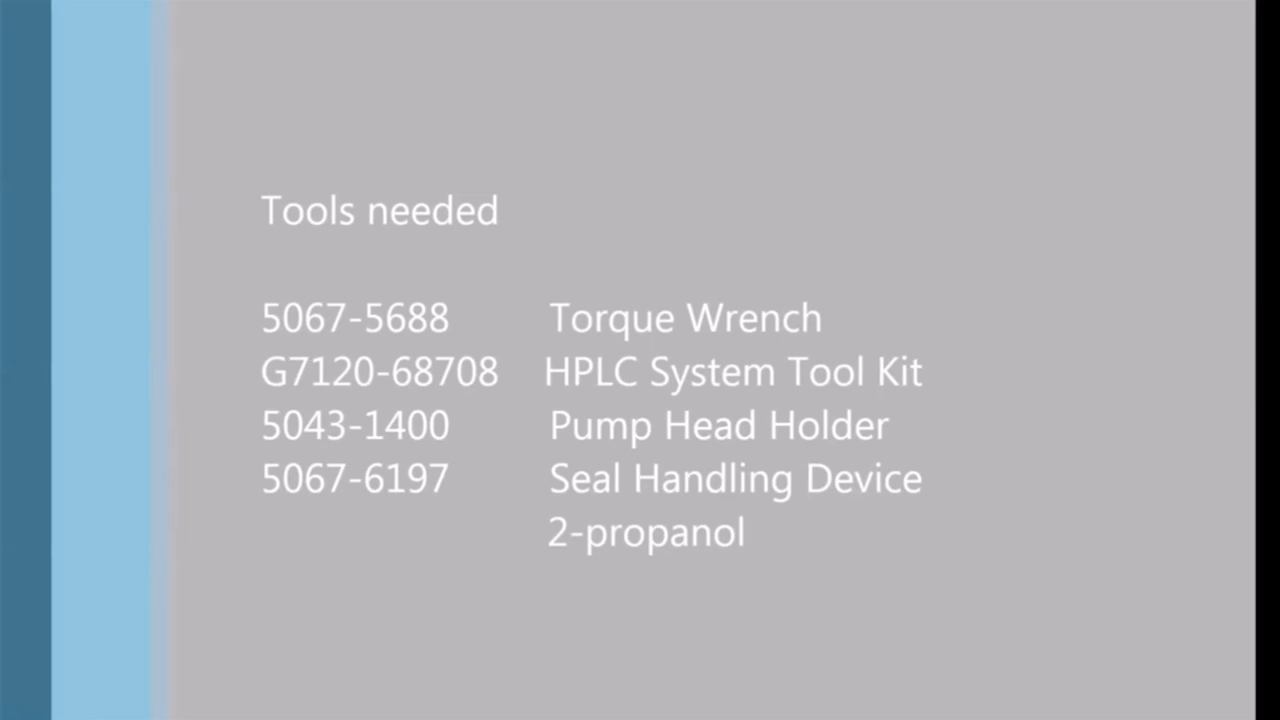 Tools needed
5067-5688 Torque Wrench
G7120-68708 HPLC System Tool Kit
5043-1400 Pump Head Holder
5067-6197 Seal Handling Device
2-propanol